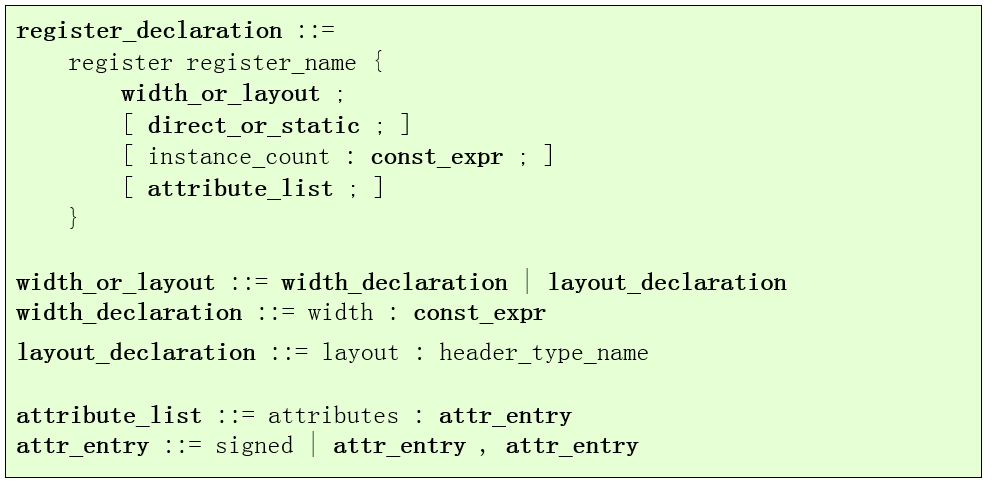 register_declaration ::=
register register_name {
width_or_layout ;
[ direct_or_static ; ]
[ instance_count : const_expr ; ]
[ attribute_list ; ]
}
width_or_layout ::= width_declaration | layout_declaration
width_declaration ::= width : const_expr
layout_declaration ::= layout : header_type_name
attribute_list ::= attributes : attr_entry
attr_entry ::= signed | attr_entry , attr_entry